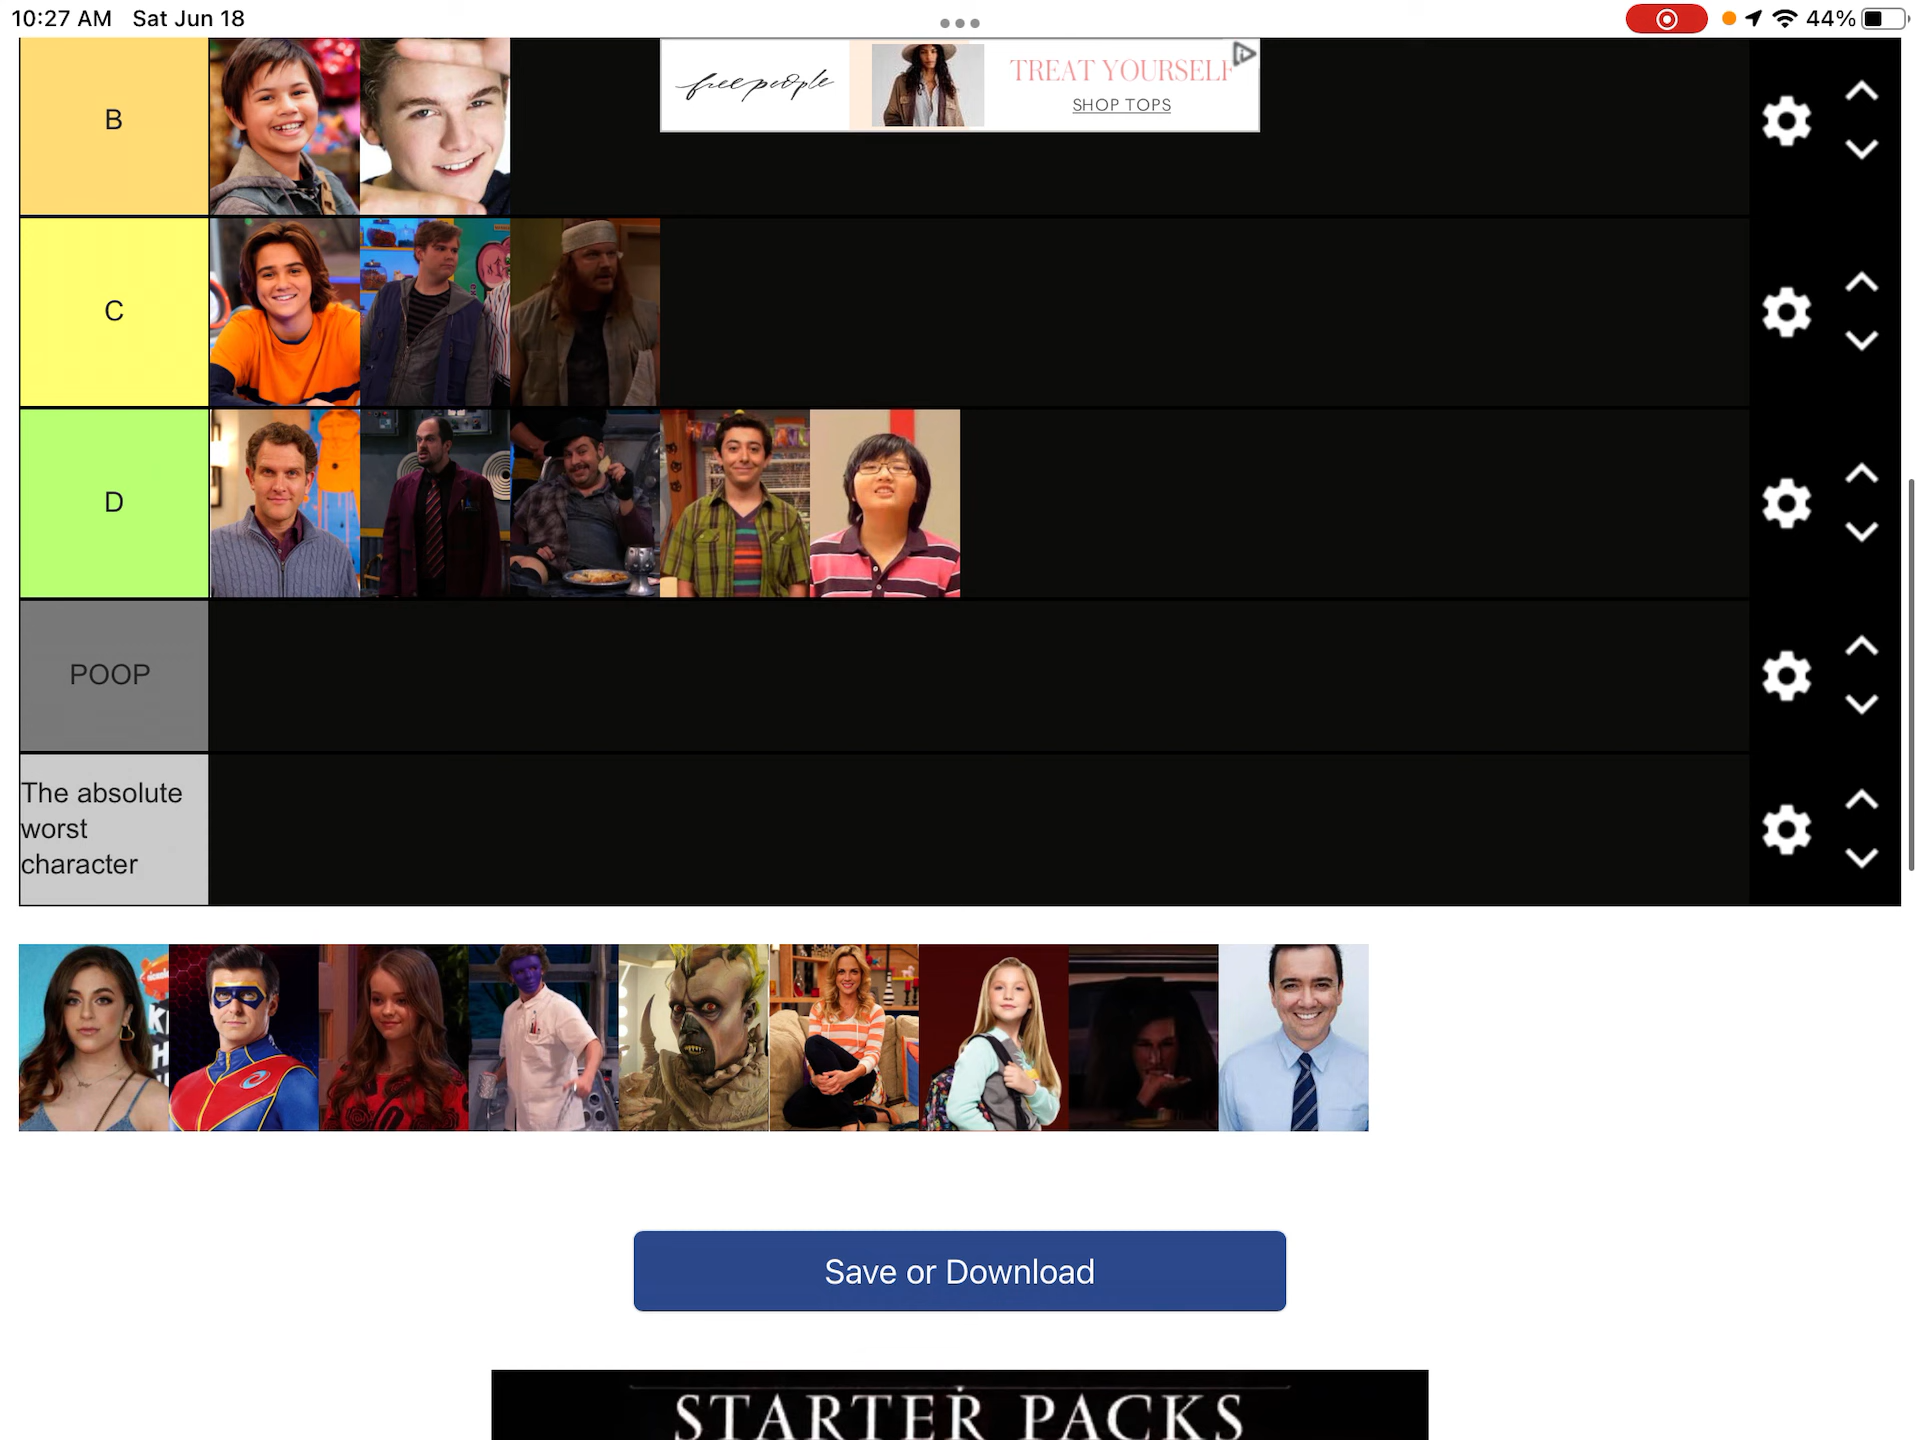 10:27 AM Sat Jun 18
44%
B
free people
TREAT YOURSELF
SHOP TOPS
C
D
POOP
The absolute
worst
character
Save or Download
STARTER PACKS